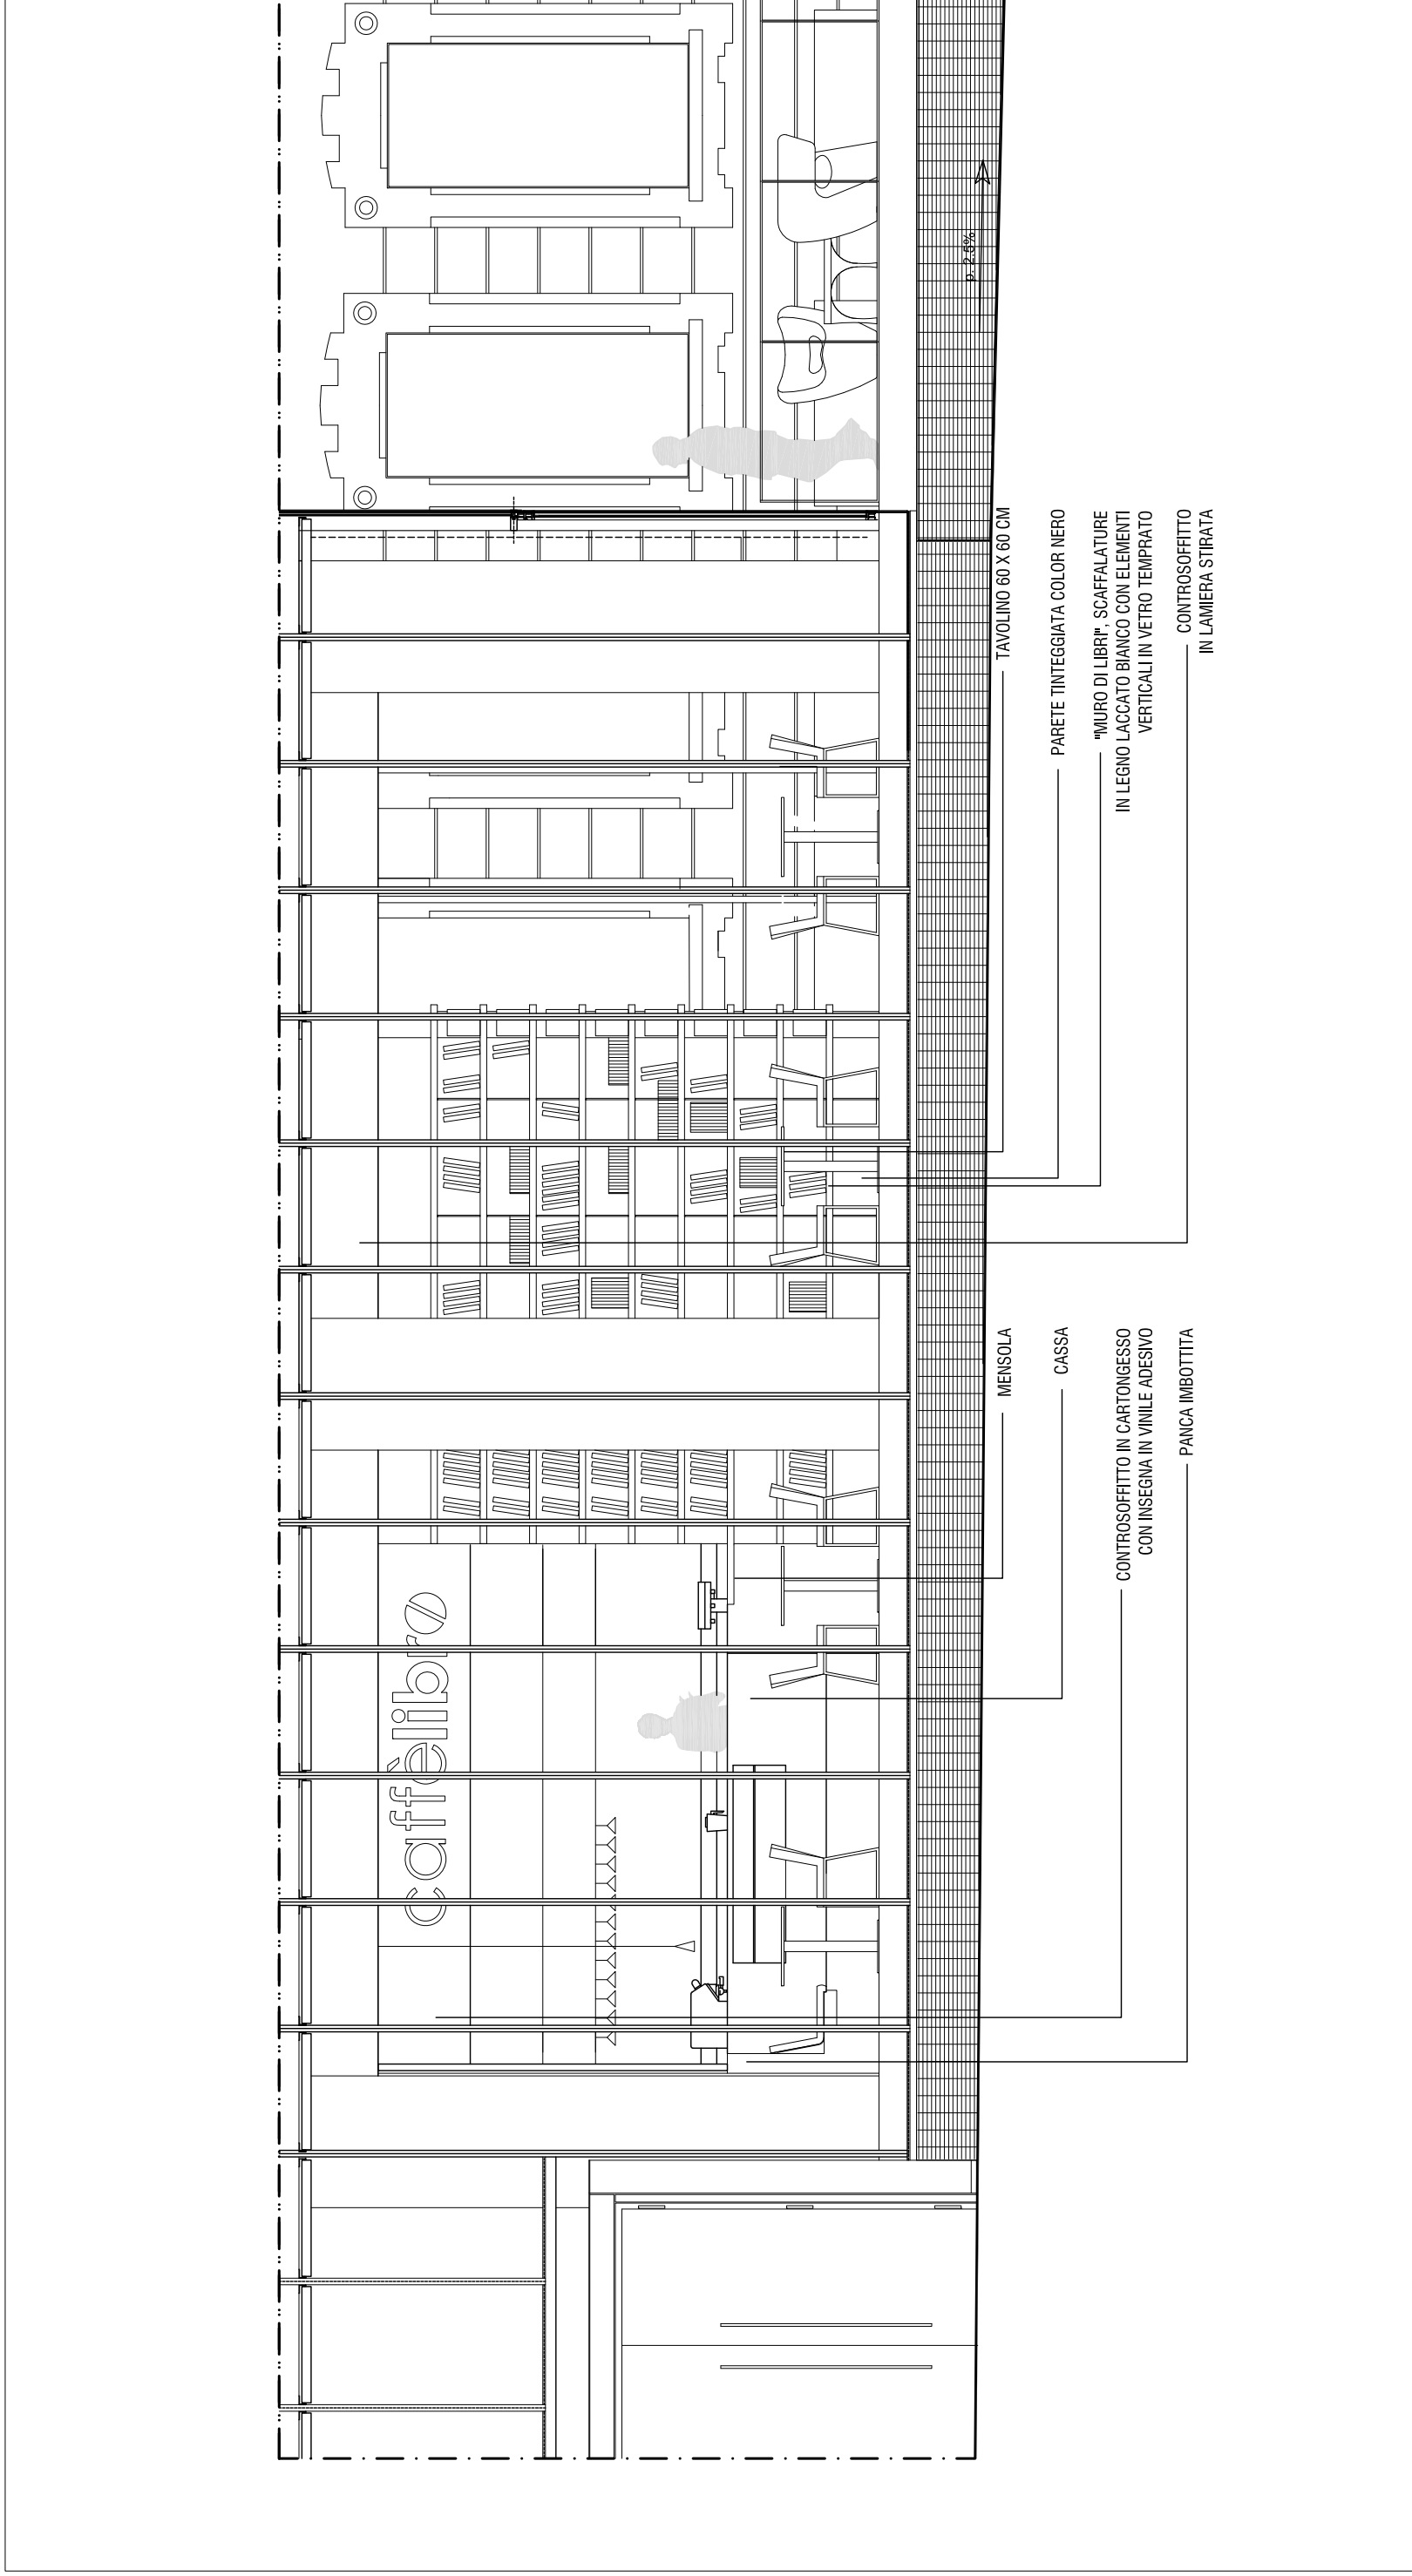 caffèlibro
p. 2.5%
MENSOLA
CASSA
CONTROSOFFITTO IN CARTONGESSO
CON INSEGNA IN VINILE ADESIVO
PANCA IMBOTTITA
TAVOLINO 60 X 60 CM
PARETE TINTEGGIATA COLOR NERO
"MURO DI LIBRI", SCAFFALATURE
IN LEGNO LACCATO BIANCO CON ELEMENTI
VERTICALI IN VETRO TEMPRATO
CONTROSOFFITTO
IN LAMIERA STIRATA